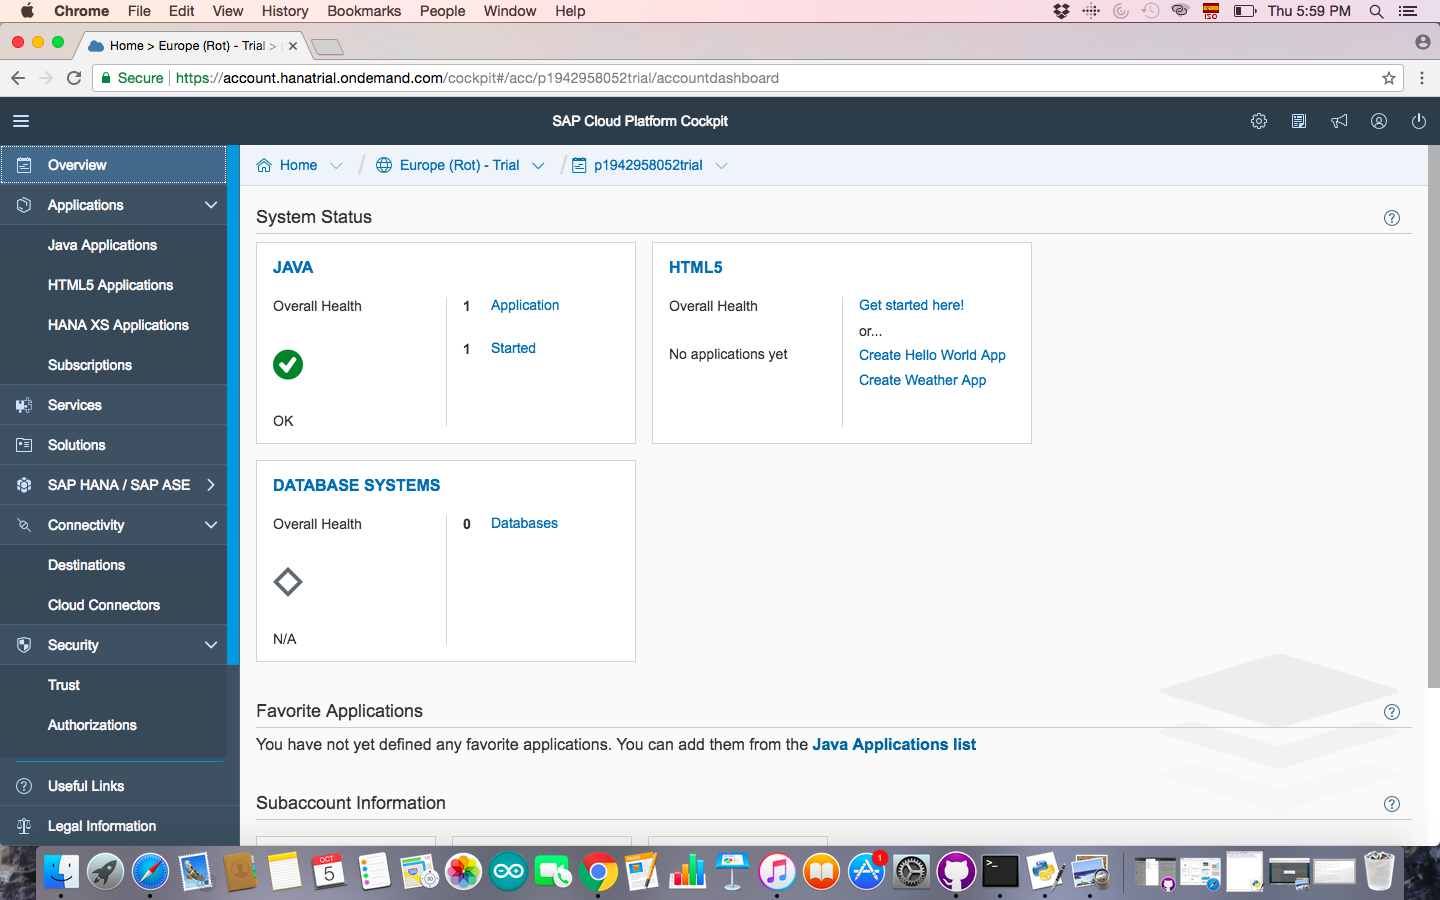 Chrome File Edit View History Bookmarks People Window Help ISO Thu 5:59 PM
Home > Europe (Rot) - Trial >
Secure https://account.hanatrial.ondemand.com/cockpit#/acc/p1942958052trial/accountdashboard
SAP Cloud Platform Cockpit
Overview
Applications
Java Applications
HTML5 Applications
HANA XS Applications
Subscriptions
Services
Solutions
SAP HANA / SAP ASE
Connectivity
Destinations
Cloud Connectors
Security
Trust
Authorizations
Useful Links
Legal Information
Home / Europe (Rot) - Trial / p1942958052trial
System Status
JAVA
Overall Health
OK
1 Application
1 Started
HTML5
Overall Health
No applications yet
Get started here!
or...
Create Hello World App
Create Weather App
DATABASE SYSTEMS
Overall Health
N/A
0 Databases
Favorite Applications
You have not yet defined any favorite applications. You can add them from the Java Applications list
Subaccount Information
OCT
5
1